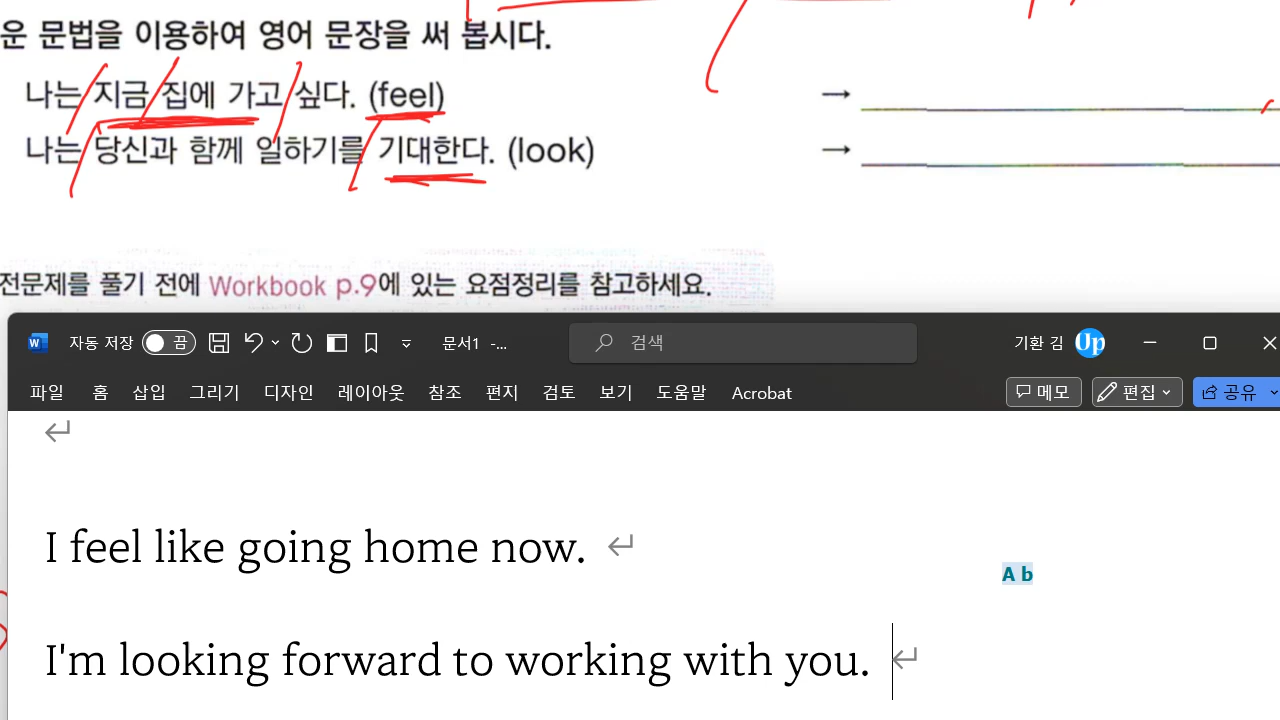 운 문법을 이용하여 영어 문장을 써 봅시다.
나는 지금 집에 가고 싶다. (feel) →
나는 당신과 함께 일하기를 기대한다. (look) →
전문제를 풀기 전에 Workbook p.9에 있는 요점정리를 참고하세요.
자동 저장 끔 문서1 -... 검색 기환 김 Up
파일 홈 삽입 그리기 디자인 레이아웃 참조 편지 검토 보기 도움말 Acrobat 메모 편집 공유
I feel like going home now.
A b
I'm looking forward to working with you.